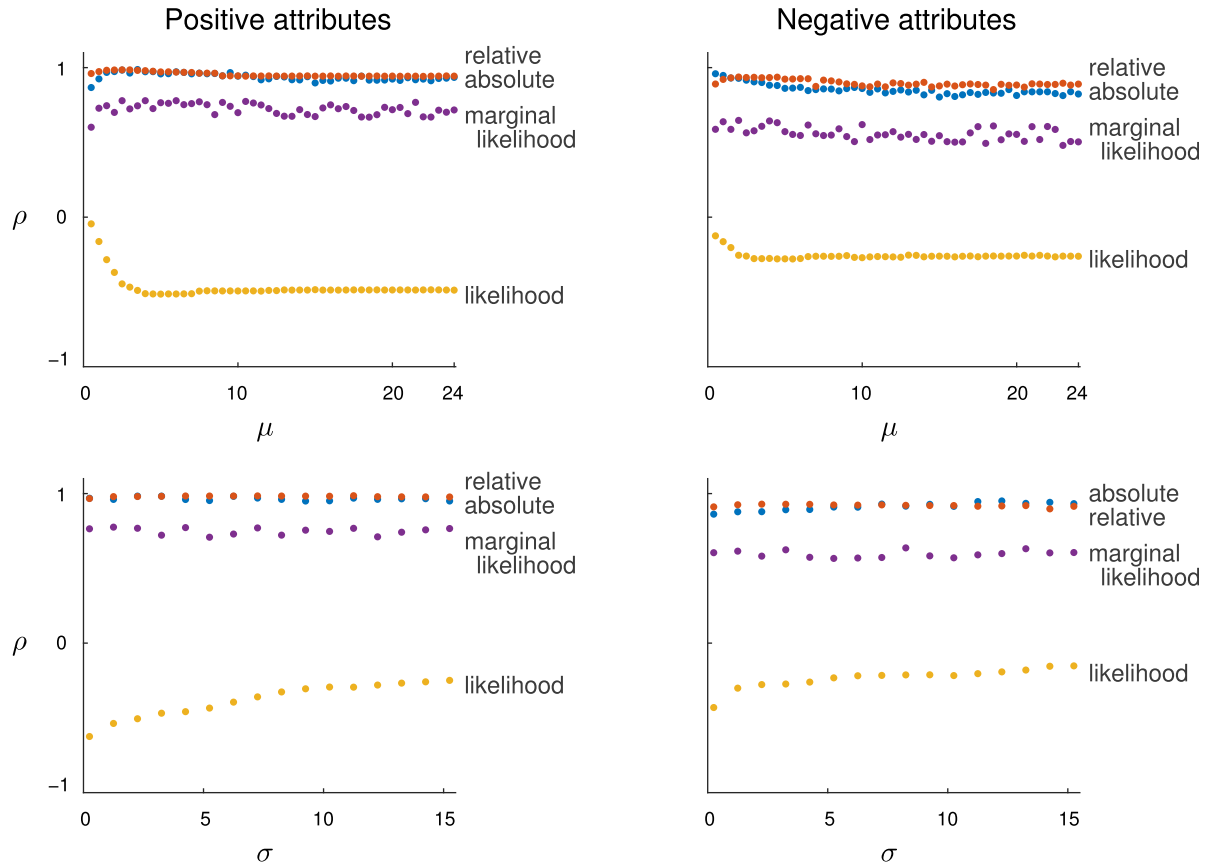 Positive attributes
Negative attributes
1
relative
absolute
marginal
likelihood
ρ
0
likelihood
−1
0
10
20
24
μ
relative
absolute
marginal
likelihood
likelihood
0
10
20
24
μ
1
relative
absolute
marginal
likelihood
ρ
0
likelihood
−1
0
5
10
15
σ
absolute
relative
marginal
likelihood
likelihood
0
5
10
15
σ